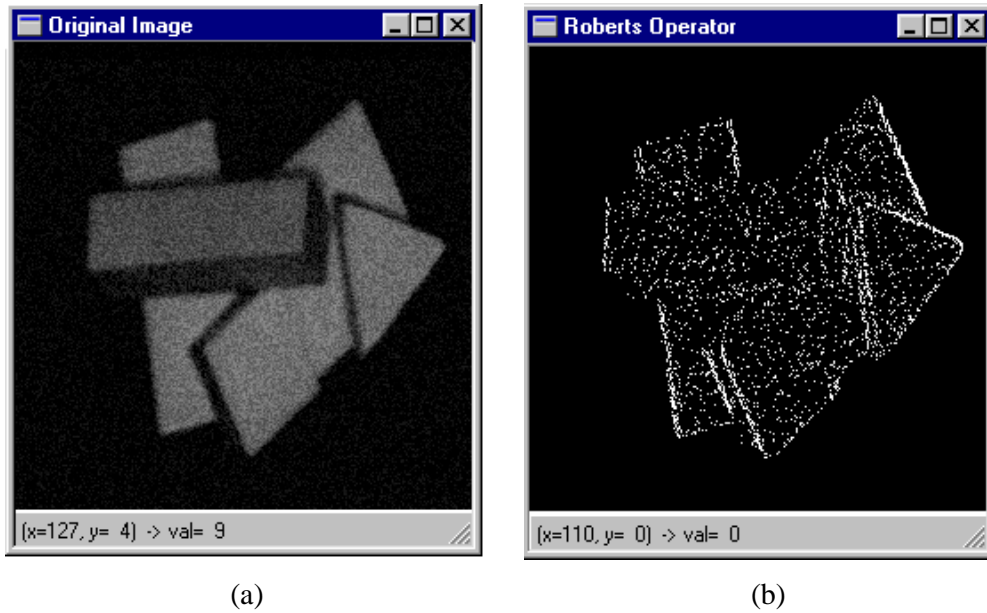 Original Image
(x=127, y= 4) -> val= 9
(a)
Roberts Operator
(x=110, y= 0) -> val= 0
(b)